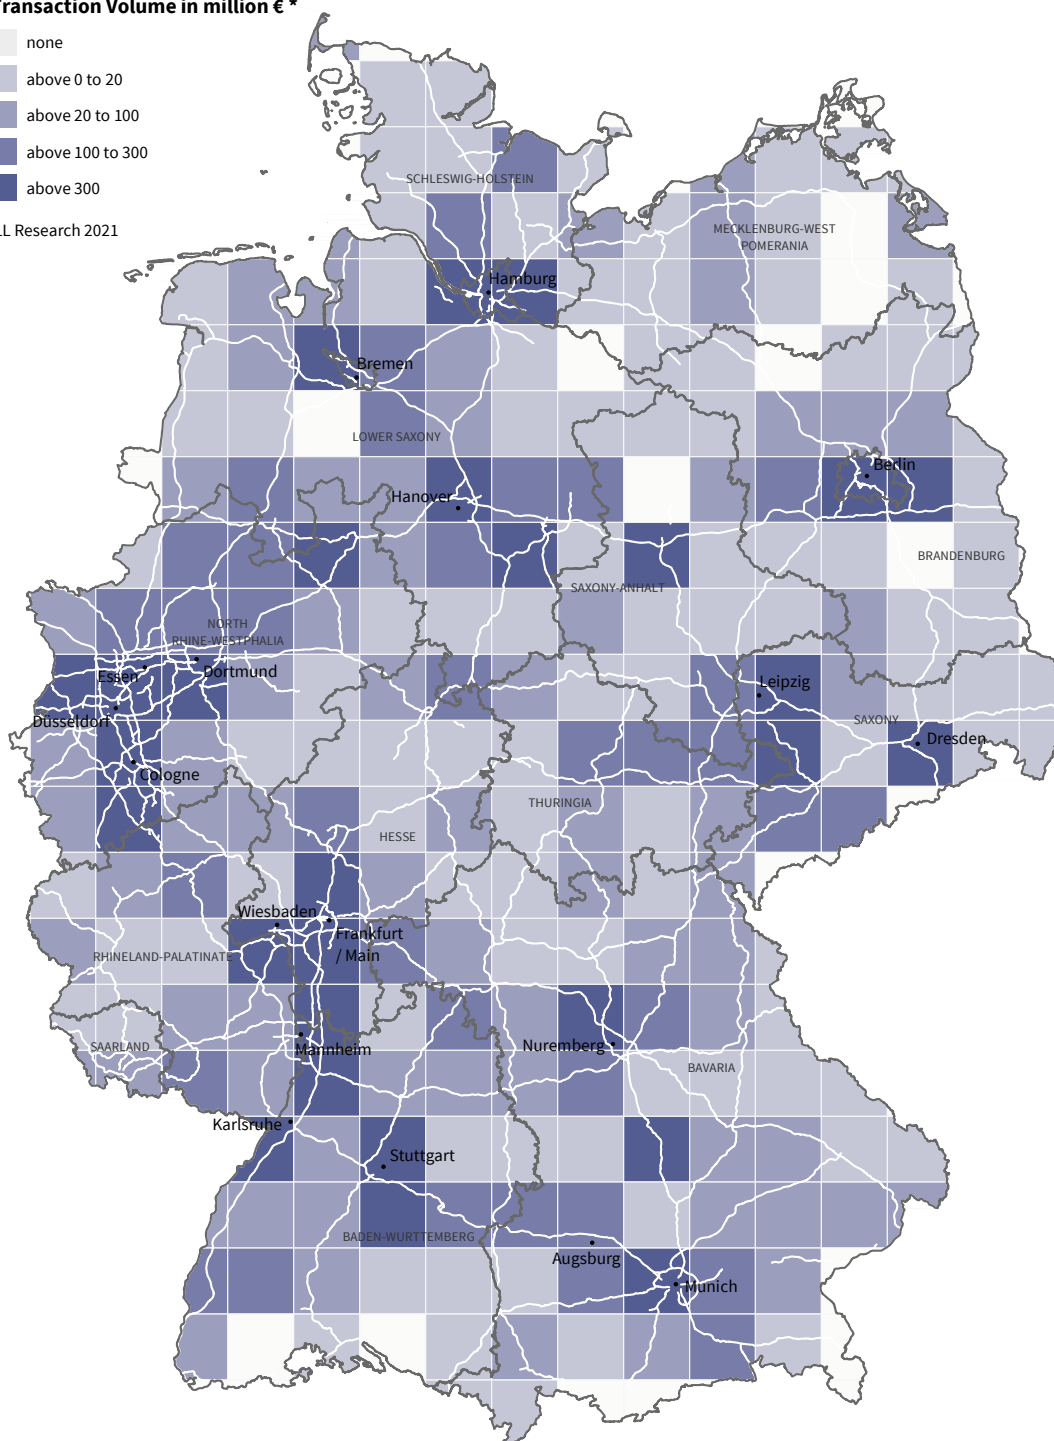 Transaction Volume in million € *
none
above 0 to 20
above 20 to 100
above 100 to 300
above 300
LL Research 2021
SCHLESWIG-HOLSTEIN
MECKLENBURG-WEST
POMERANIA
Hamburg
Bremen
LOWER SAXONY
Berlin
Hanover
BRANDENBURG
SAXONY-ANHALT
NORTH
RHINE-WESTPHALIA
Essen
Dortmund
Leipzig
Düsseldorf
SAXONY
Dresden
Cologne
THURINGIA
HESSE
Wiesbaden
Frankfurt
/ Main
RHINELAND-PALATINATE
SAARLAND
Mannheim
Nuremberg
BAVARIA
Karlsruhe
Stuttgart
BADEN-WURTTEMBERG
Augsburg
Munich